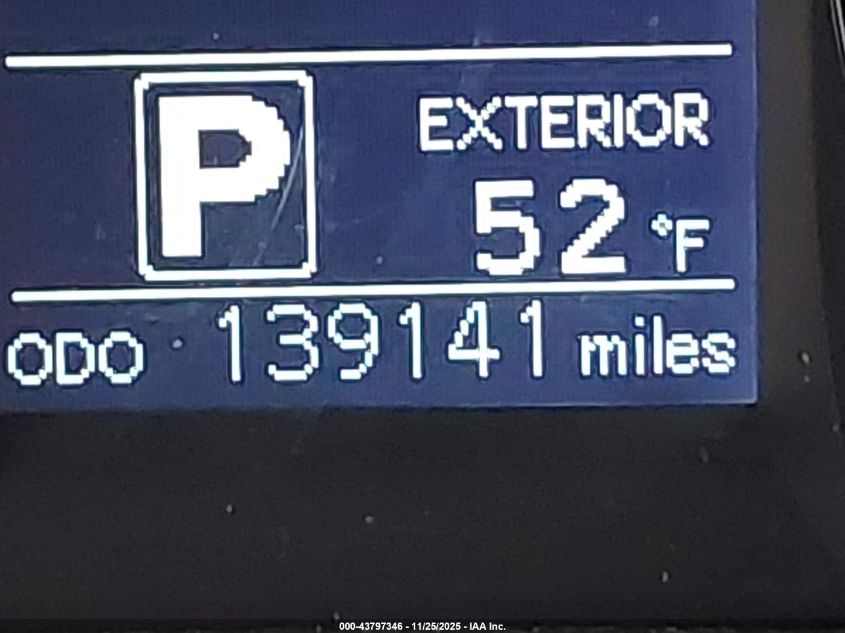 P
EXTERIOR
52 °F
ODO 139141 miles
000-43797346 - 11/25/2025 - IAA Inc.